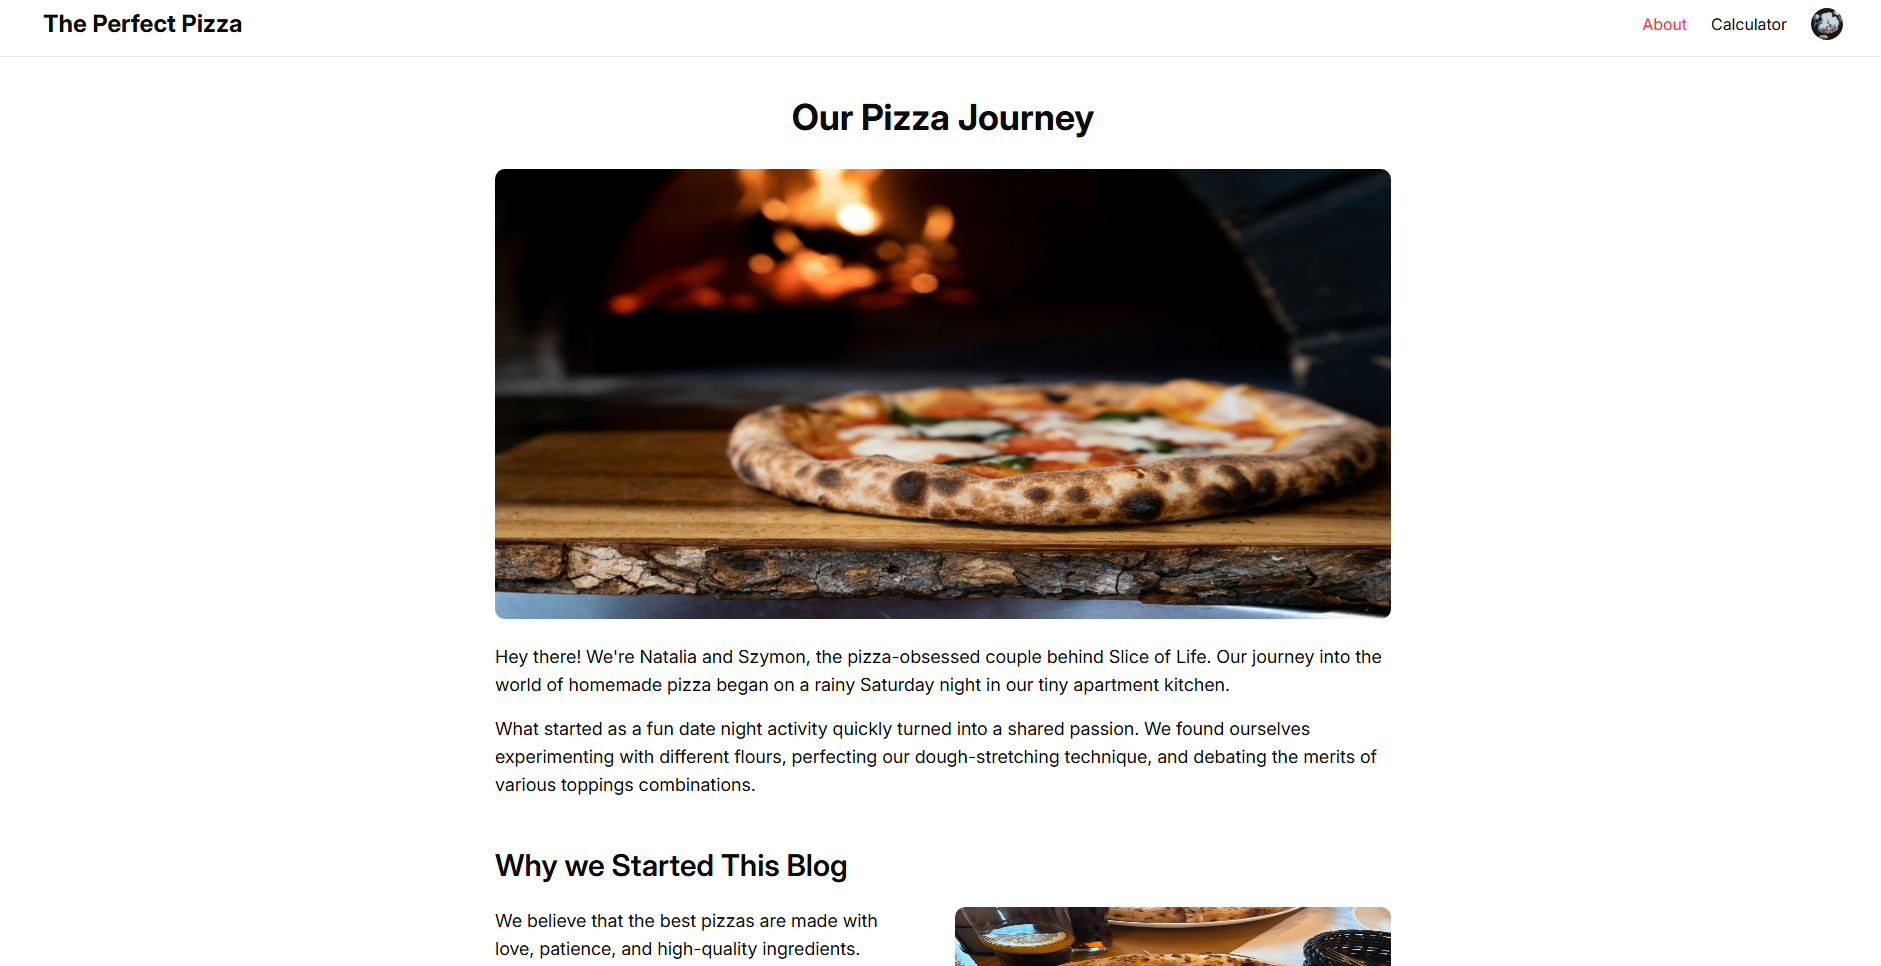 The Perfect Pizza
About
Calculator
Our Pizza Journey
Hey there! We're Natalia and Szymon, the pizza-obsessed couple behind Slice of Life. Our journey into the
world of homemade pizza began on a rainy Saturday night in our tiny apartment kitchen.
What started as a fun date night activity quickly turned into a shared passion. We found ourselves
experimenting with different flours, perfecting our dough-stretching technique, and debating the merits of
various toppings combinations.
Why we Started This Blog
We believe that the best pizzas are made with
love, patience, and high-quality ingredients.